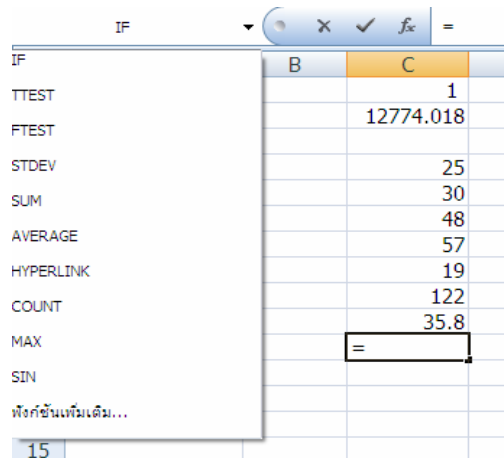 IF =
IF
TTEST
FTEST
STDEV
SUM
AVERAGE
HYPERLINK
COUNT
MAX
SIN
ฟังก์ชันเพิ่มเติม...
15
B C
1
12774.018
25
30
48
57
19
122
35.8
=